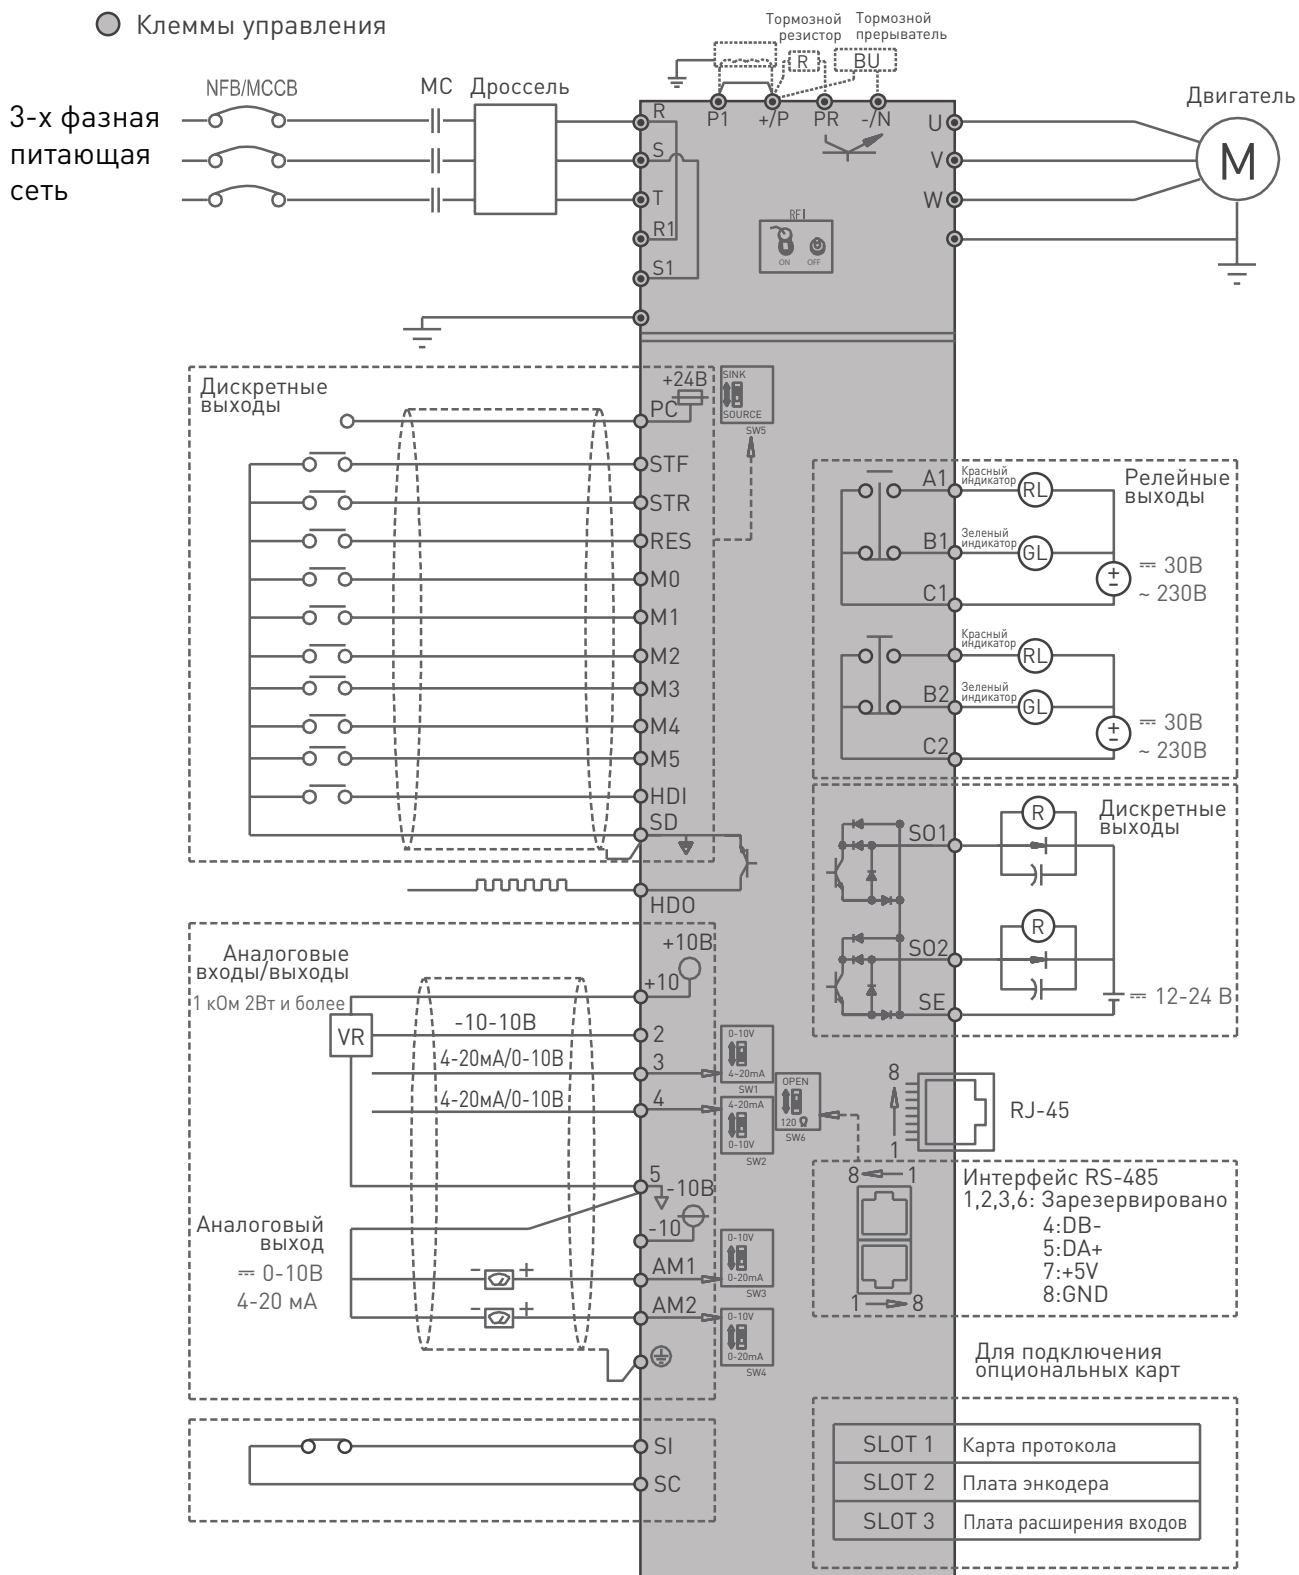 Клеммы управления
Тормозной
резистор
Тормозной
прерыватель
R
BU
NFB/MCCB
MC
Дроссель
3-х фазная
питающая
сеть
Двигатель
R
P1
+/P
PR
-/N
U
S
V
M
T
W
R1
RFI
ON
OFF
S1
Дискретные
выходы
+24В
SINK
SOURCE
SW5
PC
STF
STR
RES
M0
M1
M2
M3
M4
M5
HDI
SD
HDO
A1
Красный
индикатор
RL
Релейные
выходы
B1
Зеленый
индикатор
GL
+
-
⎓ 30В
~ 230В
C1
Красный
индикатор
RL
B2
Зеленый
индикатор
GL
+
-
⎓ 30В
~ 230В
C2
R
Дискретные
выходы
SO1
R
SO2
SE
⎓ 12-24 В
Аналоговые
входы/выходы
1 кОм 2Вт и более
VR
+10В
+10
-10-10В
2
4-20мА/0-10В
3
4-20мА/0-10В
4
0-10V
4~20mA
SW1
4-20mA
0-10V
SW2
OPEN
120 Ω
SW6
8
1
RJ-45
5
-10В
-10
Аналоговый
выход
⎓ 0-10В
4-20 мА
- +
AM1
0-10V
0-20mA
SW3
- +
AM2
0-10V
0-20mA
SW4
8
1
1
8
Интерфейс RS-485
1,2,3,6: Зарезервировано
4:DB-
5:DA+
7:+5V
8:GND
Для подключения
опциональных карт
SI
SC
SLOT 1 Карта протокола
SLOT 2 Плата энкодера
SLOT 3 Плата расширения входов